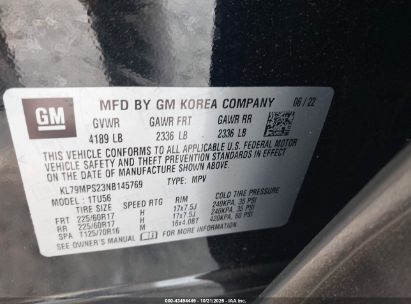 GM
MFD BY GM KOREA COMPANY 06/22
GVWR GAWR FRT GAWR RR
4189 LB 2336 LB 2336 LB
THIS VEHICLE CONFORMS TO ALL APPLICABLE U.S. FEDERAL MOTOR
VEHICLE SAFETY, BUMPER, AND THEFT PREVENTION STANDARDS IN
EFFECT ON THE DATE OF MANUFACTURE SHOWN ABOVE.
KL79MPS23NB145769 TYPE: MPV
MODEL: 1TU56
TIRE SIZE SPEED RTG RIM COLD TIRE PRESSURE
FRT 225/60R17 H 17x7.5J 240KPA, 35 PSI
RR 225/60R17 H 17x7.5J 240KPA, 35 PSI
SPA T125/70R16 M 16x4.0BT 420KPA, 60 PSI
SEE OWNER'S MANUAL FOR ADDITIONAL INFORMATION.